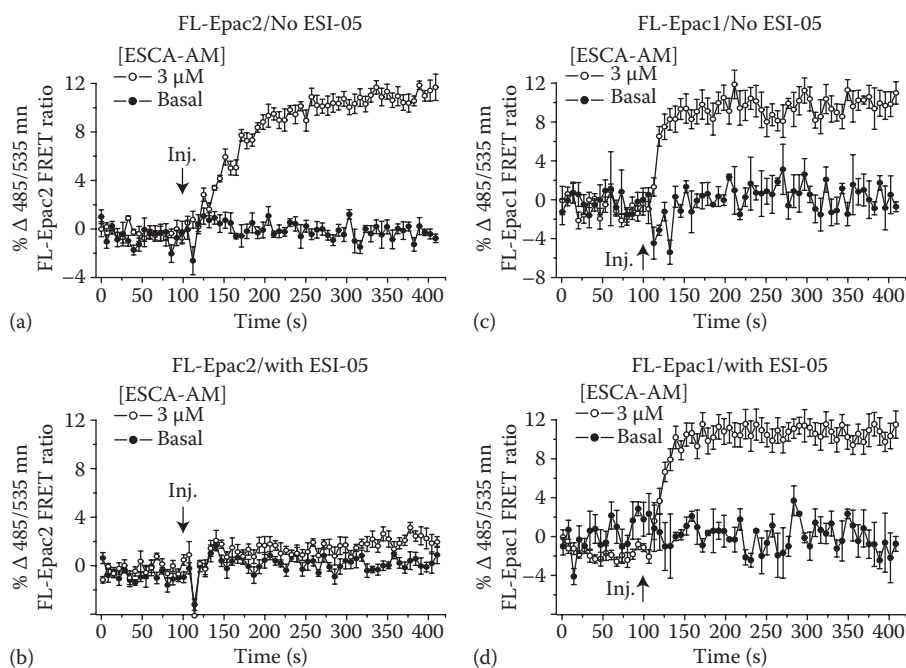 FL-Epac2/No ESI-05
[ESCA-AM]
3 μM
Basal
Inj.
% Δ 485/535 mn
FL-Epac2 FRET ratio
12
8
4
0
−4
0 50 100 150 200 250 300 350 400
Time (s)
(a)
FL-Epac1/No ESI-05
[ESCA-AM]
3 μM
Basal
Inj.
% Δ 485/535 mn
FL-Epac1 FRET ratio
12
8
4
0
−4
−8
0 50 100 150 200 250 300 350 400
Time (s)
(c)
FL-Epac2/with ESI-05
[ESCA-AM]
3 μM
Basal
Inj.
% Δ 485/535 mn
FL-Epac2 FRET ratio
12
8
4
0
0 50 100 150 200 250 300 350 400
Time (s)
(b)
FL-Epac1/with ESI-05
[ESCA-AM]
3 μM
Basal
Inj.
% Δ 485/535 mn
FL-Epac1 FRET ratio
12
8
4
0
−4
0 50 100 150 200 250 300 350 400
Time (s)
(d)